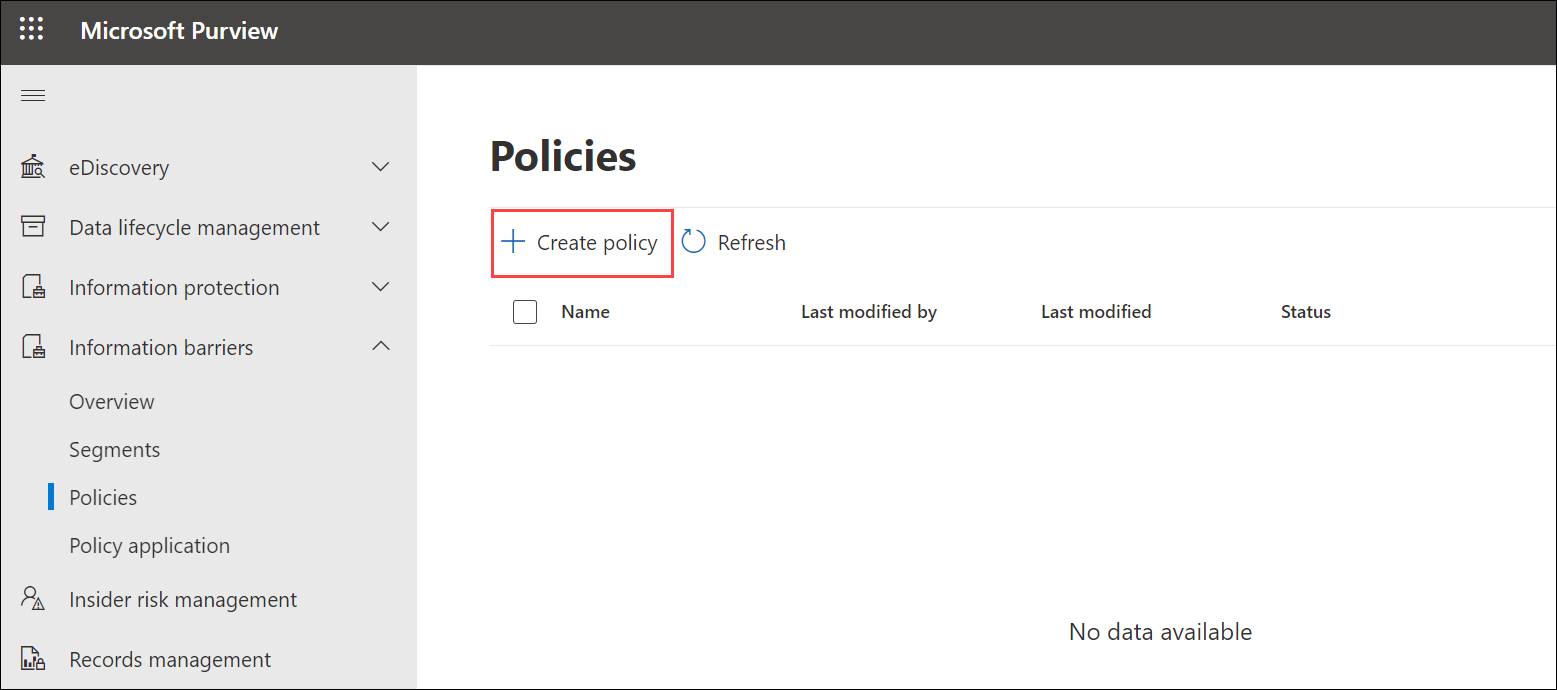 Microsoft Purview
eDiscovery
Data lifecycle management
Information protection
Information barriers
Overview
Segments
Policies
Policy application
Insider risk management
Records management
Policies
Create policy Refresh
Name Last modified by Last modified Status
No data available